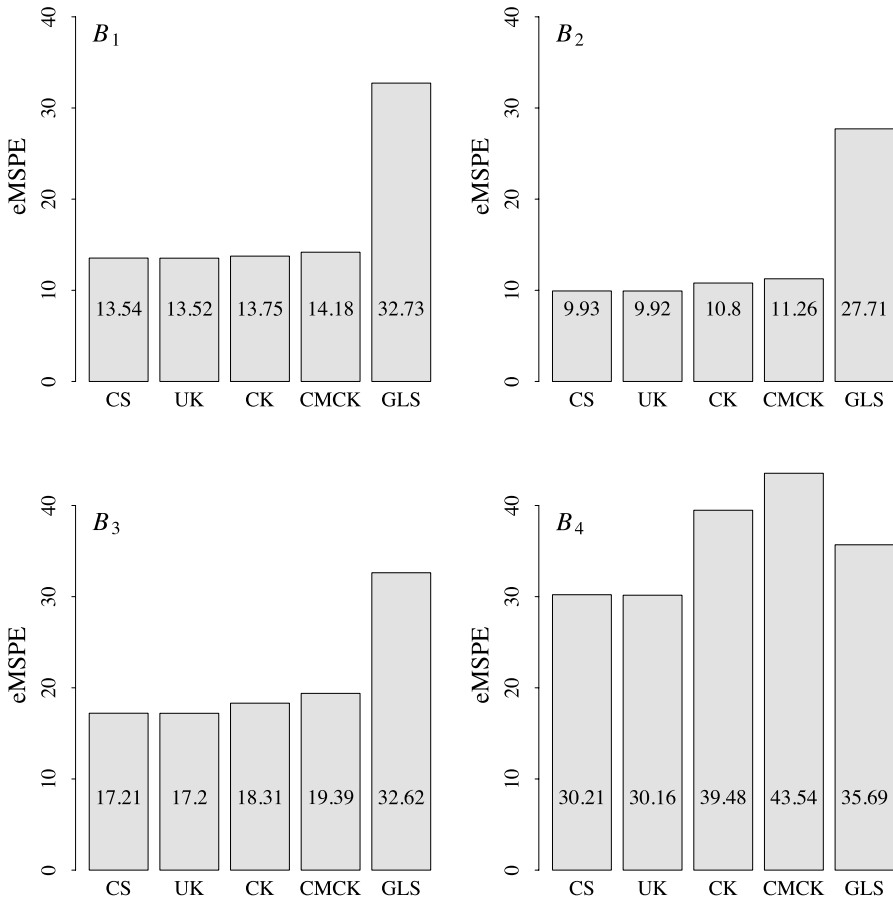 B1
eMSPE
40
30
20
10
0
13.54 13.52 13.75 14.18 32.73
CS UK CK CMCK GLS
B2
eMSPE
40
30
20
10
0
9.93 9.92 10.8 11.26 27.71
CS UK CK CMCK GLS
B3
eMSPE
40
30
20
10
0
17.21 17.2 18.31 19.39 32.62
CS UK CK CMCK GLS
B4
eMSPE
40
30
20
10
0
30.21 30.16 39.48 43.54 35.69
CS UK CK CMCK GLS